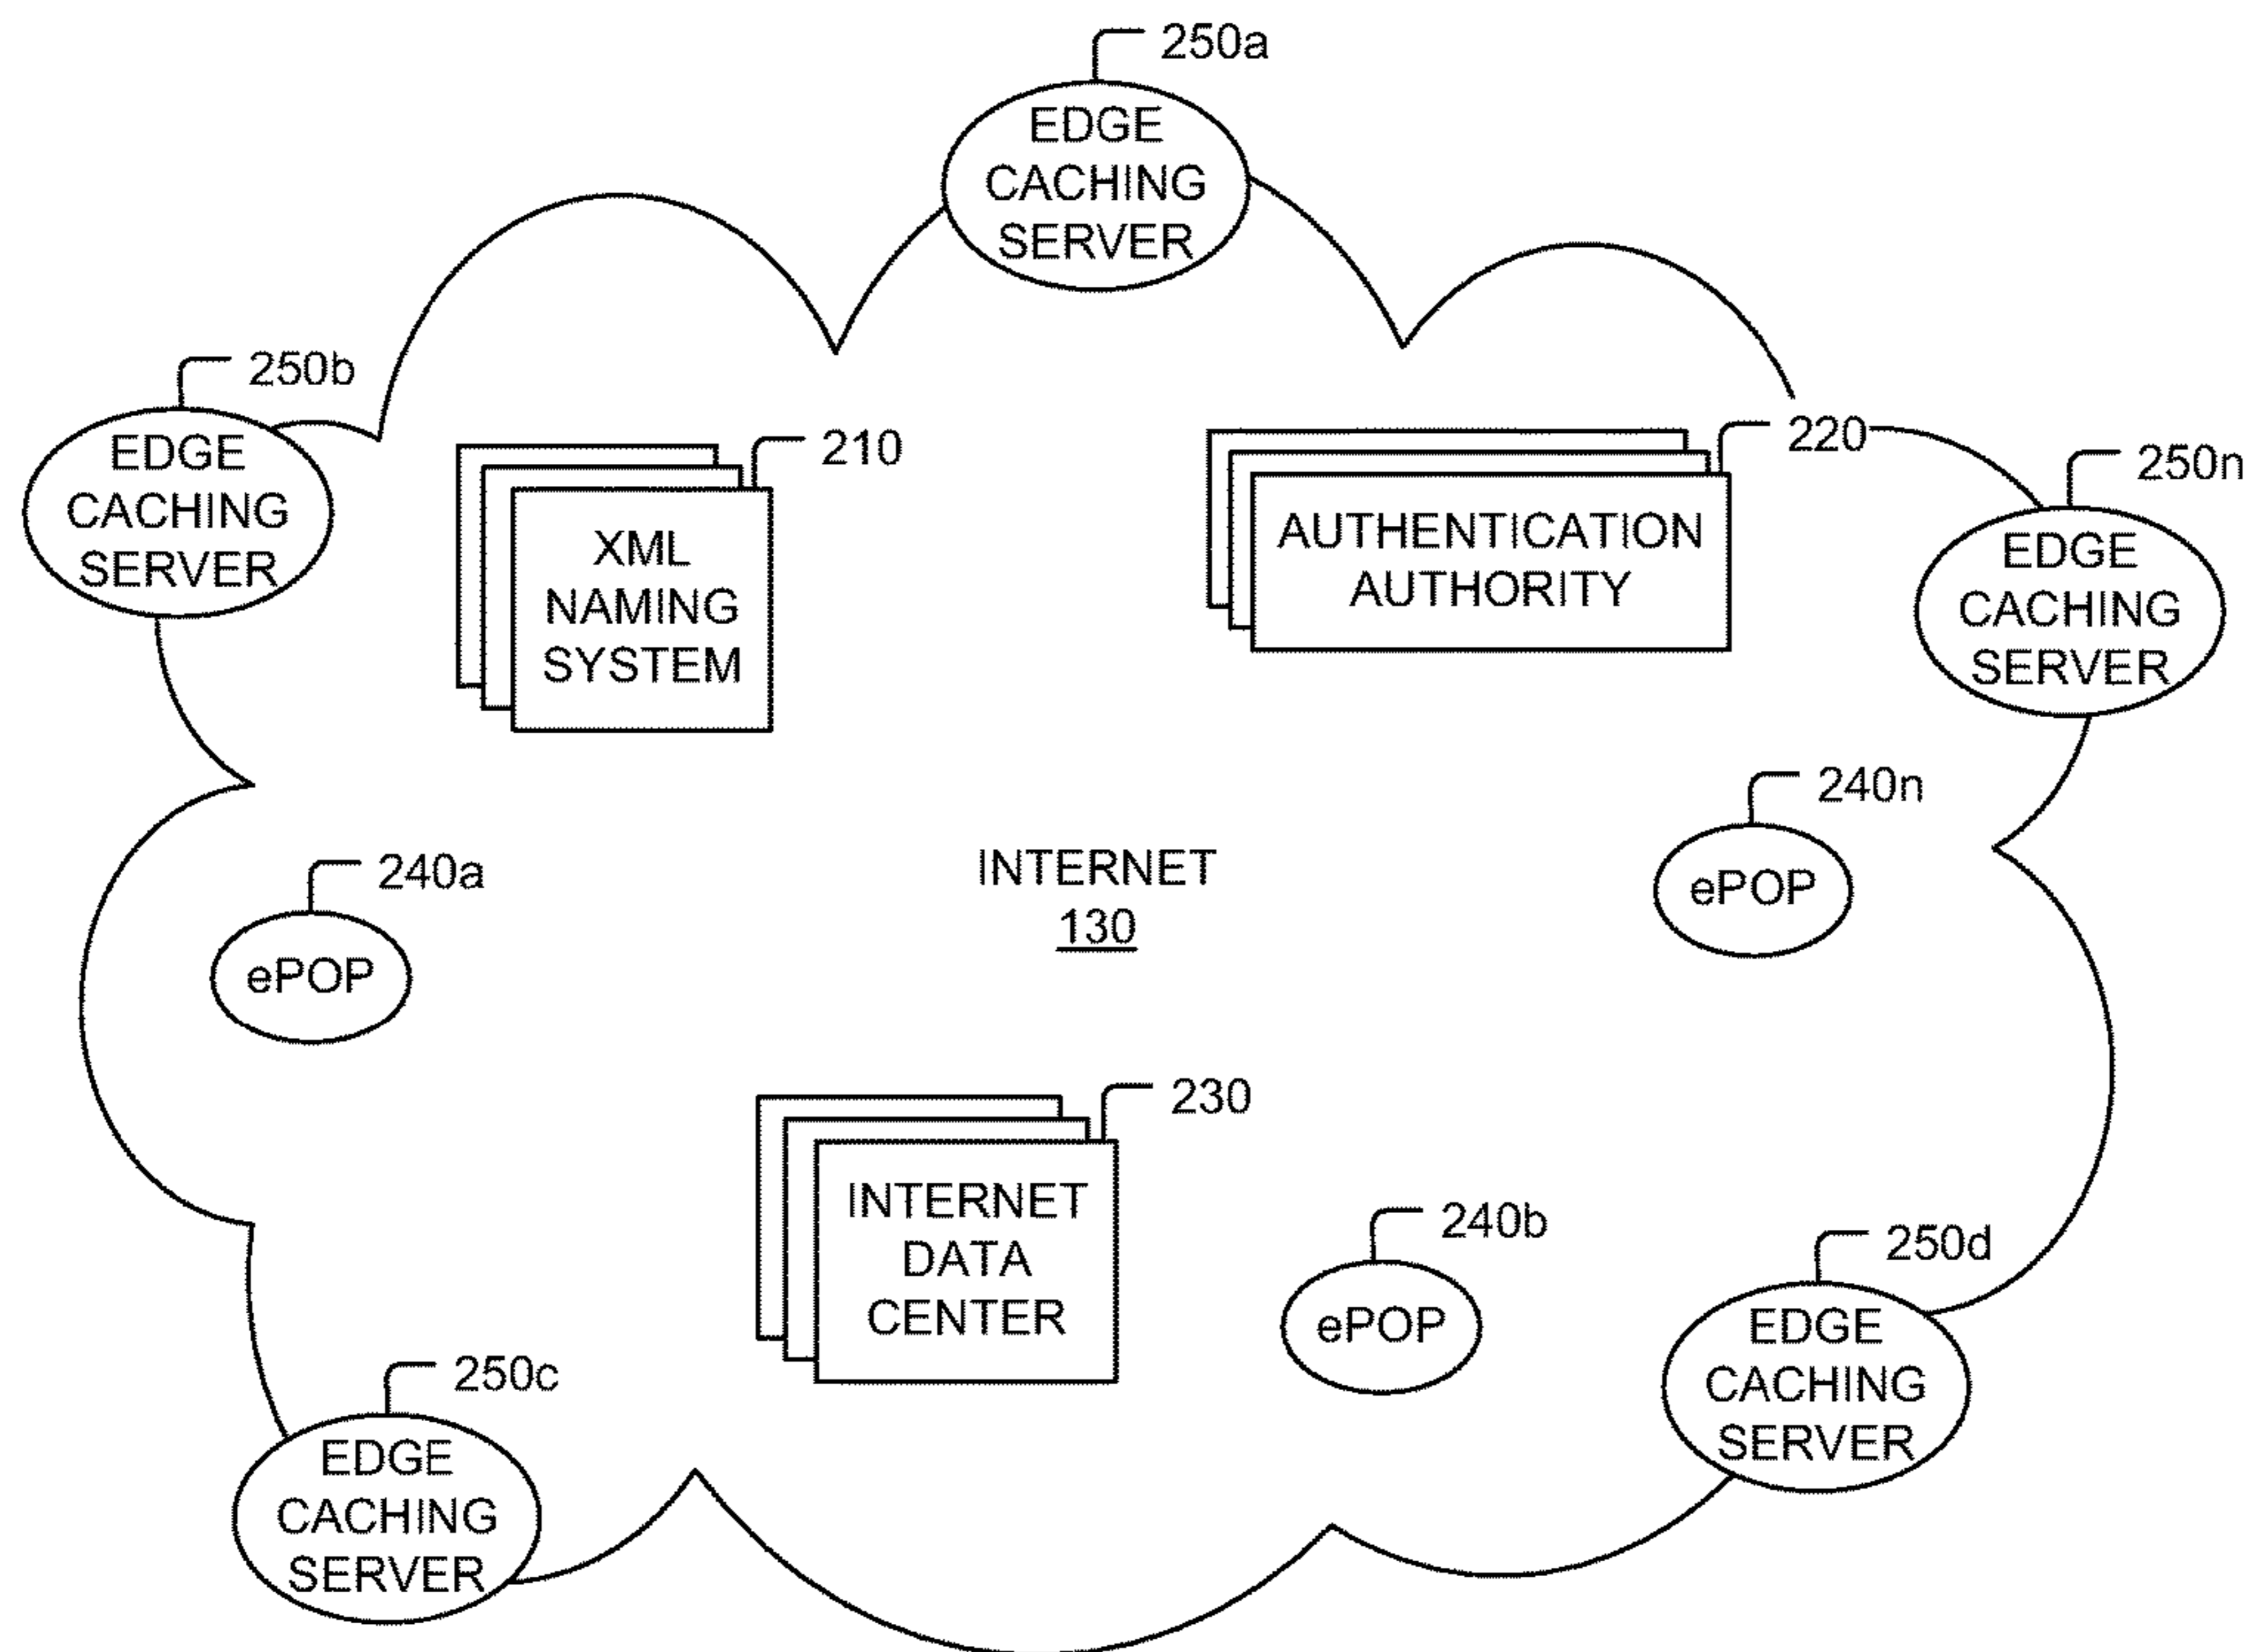 250a
EDGE
CACHING
SERVER
250b
EDGE
CACHING
SERVER
210
XML
NAMING
SYSTEM
220
AUTHENTICATION
AUTHORITY
250n
EDGE
CACHING
SERVER
240n
ePOP
INTERNET
130
240a
ePOP
230
INTERNET
DATA
CENTER
240b
ePOP
250d
EDGE
CACHING
SERVER
250c
EDGE
CACHING
SERVER